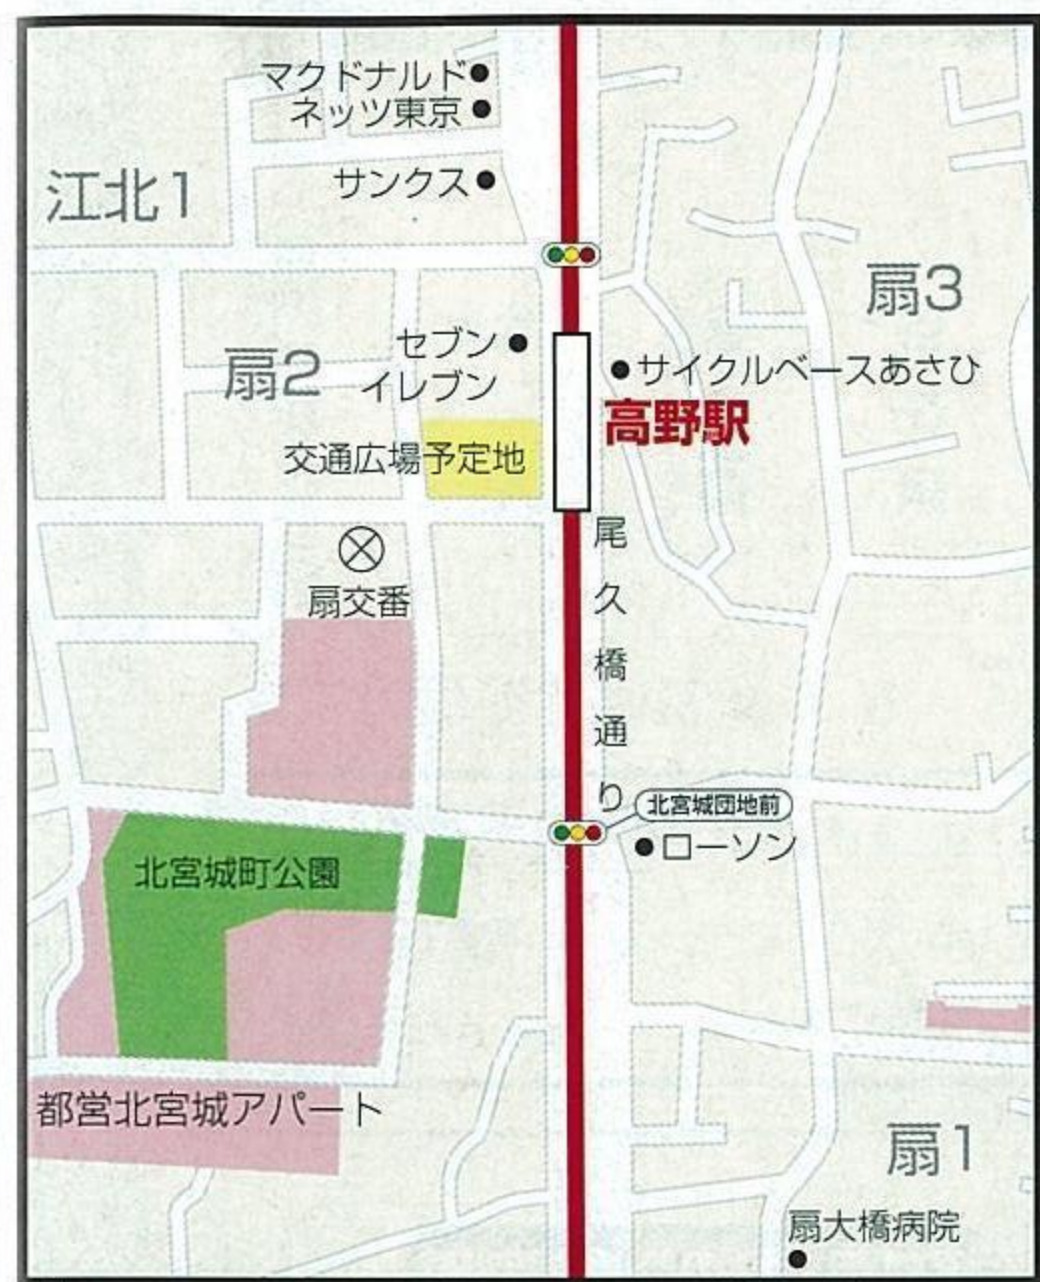 マクドナルド
ネッツ東京
サンクス
江北1
扇3
セブン
イレブン
扇2
サイクルベースあさひ
高野駅
交通広場予定地
尾久橋通り
扇交番
北宮城団地前
ローソン
北宮城町公園
都営北宮城アパート
扇1
扇大橋病院